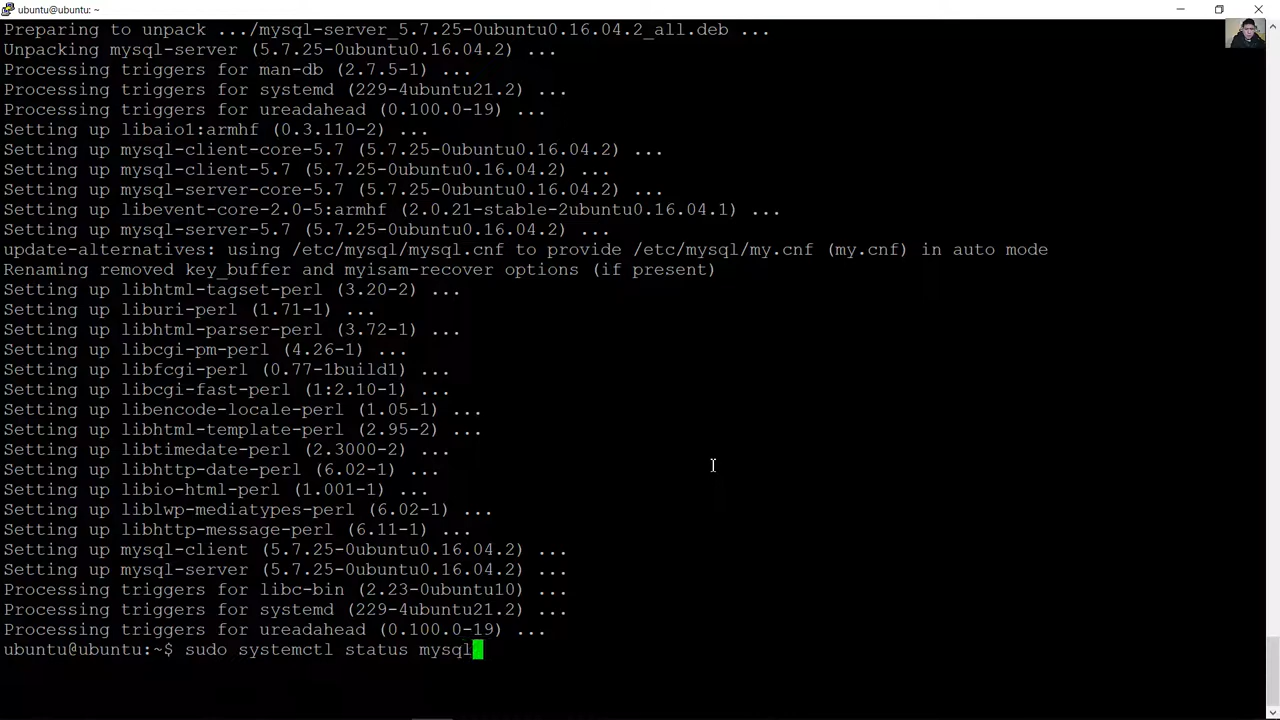 ubuntu@ubuntu: ~
Preparing to unpack .../mysql-server_5.7.25-0ubuntu0.16.04.2_all.deb ...
Unpacking mysql-server (5.7.25-0ubuntu0.16.04.2) ...
Processing triggers for man-db (2.7.5-1) ...
Processing triggers for systemd (229-4ubuntu21.2) ...
Processing triggers for ureadahead (0.100.0-19) ...
Setting up libaio1:armhf (0.3.110-2) ...
Setting up mysql-client-core-5.7 (5.7.25-0ubuntu0.16.04.2) ...
Setting up mysql-client-5.7 (5.7.25-0ubuntu0.16.04.2) ...
Setting up mysql-server-core-5.7 (5.7.25-0ubuntu0.16.04.2) ...
Setting up libevent-core-2.0-5:armhf (2.0.21-stable-2ubuntu0.16.04.1) ...
Setting up mysql-server-5.7 (5.7.25-0ubuntu0.16.04.2) ...
update-alternatives: using /etc/mysql/mysql.cnf to provide /etc/mysql/my.cnf (my.cnf) in auto mode
Renaming removed key_buffer and myisam-recover options (if present)
Setting up libhtml-tagset-perl (3.20-2) ...
Setting up liburi-perl (1.71-1) ...
Setting up libhtml-parser-perl (3.72-1) ...
Setting up libcgi-pm-perl (4.26-1) ...
Setting up libfcgi-perl (0.77-1build1) ...
Setting up libcgi-fast-perl (1:2.10-1) ...
Setting up libencode-locale-perl (1.05-1) ...
Setting up libhtml-template-perl (2.95-2) ...
Setting up libtimedate-perl (2.3000-2) ...
Setting up libhttp-date-perl (6.02-1) ...
Setting up libio-html-perl (1.001-1) ...
Setting up liblwp-mediatypes-perl (6.02-1) ...
Setting up libhttp-message-perl (6.11-1) ...
Setting up mysql-client (5.7.25-0ubuntu0.16.04.2) ...
Setting up mysql-server (5.7.25-0ubuntu0.16.04.2) ...
Processing triggers for libc-bin (2.23-0ubuntu10) ...
Processing triggers for systemd (229-4ubuntu21.2) ...
Processing triggers for ureadahead (0.100.0-19) ...
ubuntu@ubuntu:~$ sudo systemctl status mysql